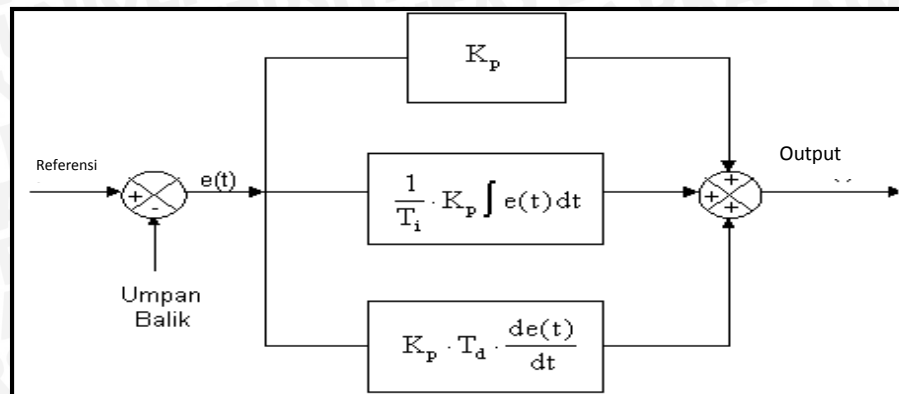 K_p
Referensi
+
-
e(t)
1/T_i · K_p ∫ e(t) dt
+
+
+
Output
Umpan
Balik
K_p · T_d · de(t)/dt